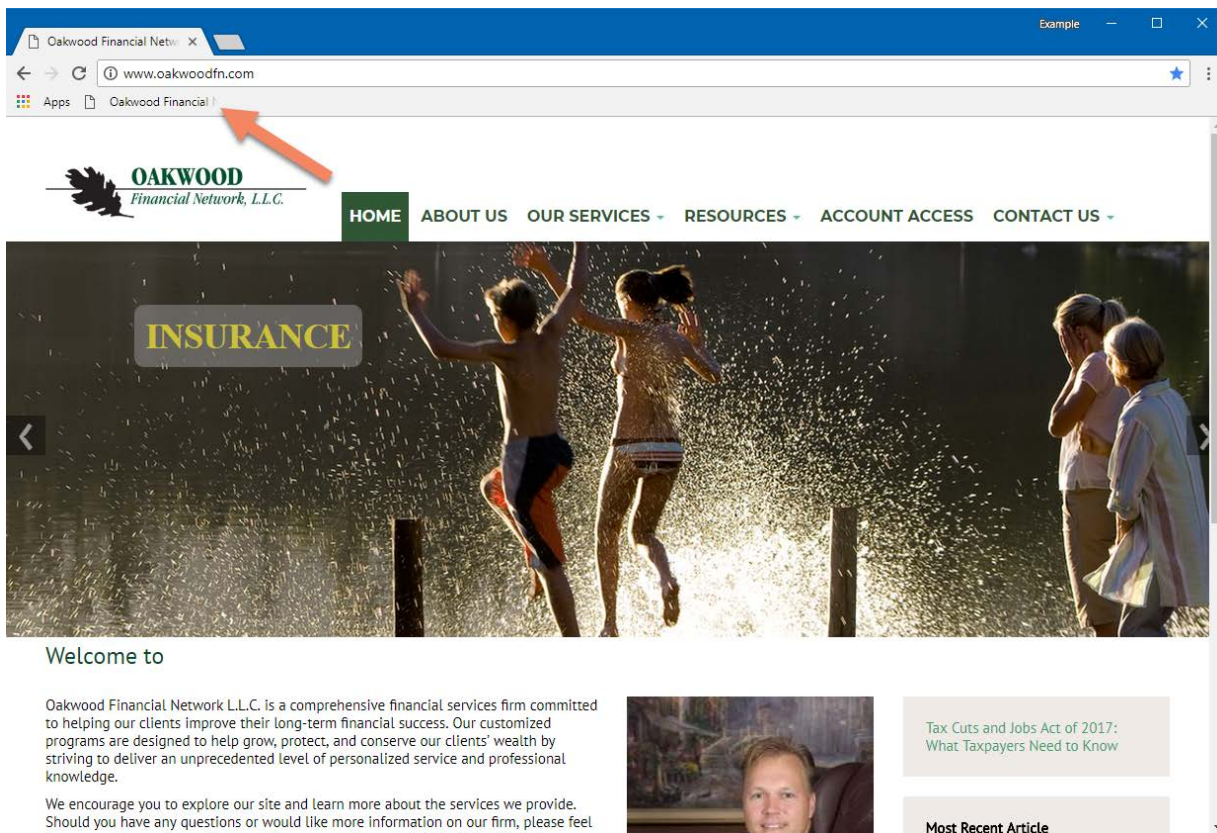 Example
Oakwood Financial Netw
www.oakwoodfn.com
Apps
Oakwood Financial
OAKWOOD
Financial Network, L.L.C.
HOME ABOUT US OUR SERVICES RESOURCES ACCOUNT ACCESS CONTACT US
INSURANCE
Welcome to
Oakwood Financial Network L.L.C. is a comprehensive financial services firm committed
to helping our clients improve their long-term financial success. Our customized
programs are designed to help grow, protect, and conserve our clients' wealth by
striving to deliver an unprecedented level of personalized service and professional
knowledge.
We encourage you to explore our site and learn more about the services we provide.
Should you have any questions or would like more information on our firm, please feel
Tax Cuts and Jobs Act of 2017:
What Taxpayers Need to Know
Most Recent Article